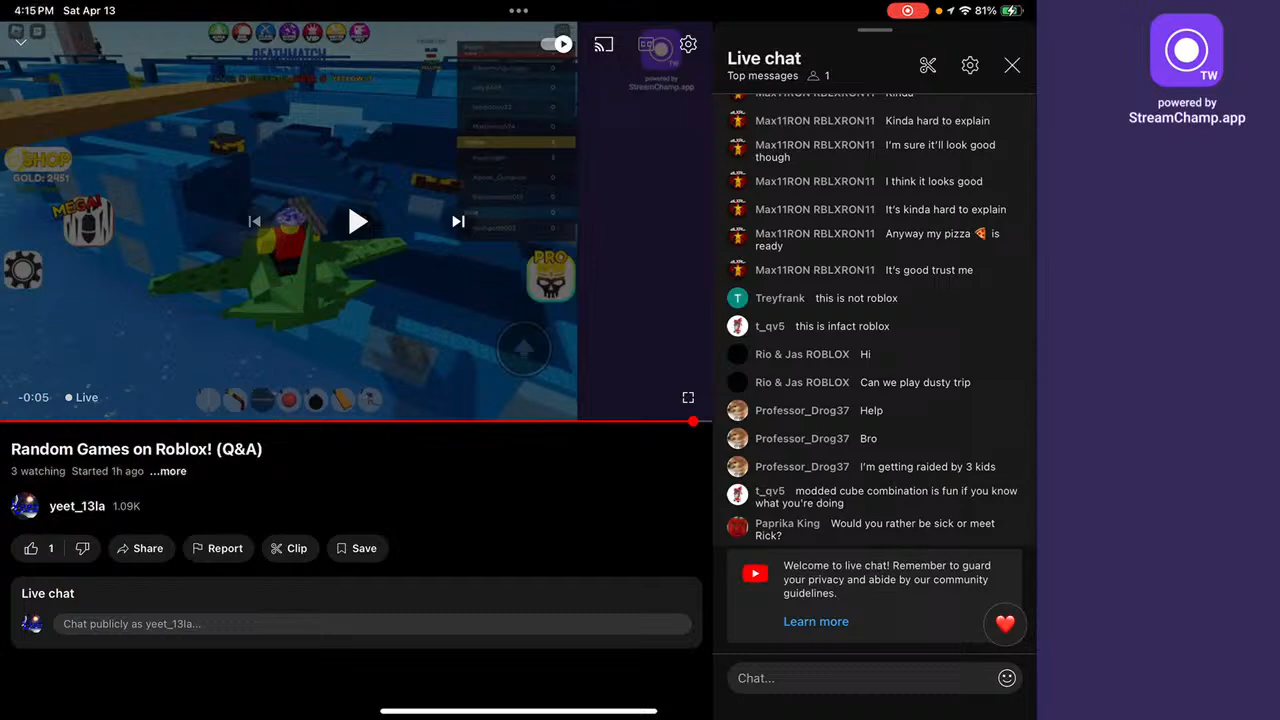 4:15 PM Sat Apr 13
81%
DEATHMATCH
SHOP
GOLD: 2451
MEGA!
PRO
TW
powered by
StreamChamp.app
-0:05 Live
Random Games on Roblox! (Q&A)
3 watching Started 1h ago ...more
yeet_13la 1.09K
1
Share
Report
Clip
Save
Live chat
Chat publicly as yeet_13la...
Live chat
Top messages 1
Max11RON RBLXRON11 Kinda
Max11RON RBLXRON11 Kinda hard to explain
Max11RON RBLXRON11 I'm sure it'll look good
though
Max11RON RBLXRON11 I think it looks good
Max11RON RBLXRON11 It's kinda hard to explain
Max11RON RBLXRON11 Anyway my pizza 🍕 is
ready
Max11RON RBLXRON11 It's good trust me
T Treyfrank this is not roblox
t_qv5 this is infact roblox
Rio & Jas ROBLOX Hi
Rio & Jas ROBLOX Can we play dusty trip
Professor_Drog37 Help
Professor_Drog37 Bro
Professor_Drog37 I'm getting raided by 3 kids
t_qv5 modded cube combination is fun if you know
what you're doing
Paprika King Would you rather be sick or meet
Rick?
Welcome to live chat! Remember to guard
your privacy and abide by our community
guidelines.
Learn more
Chat...
TW
powered by
StreamChamp.app